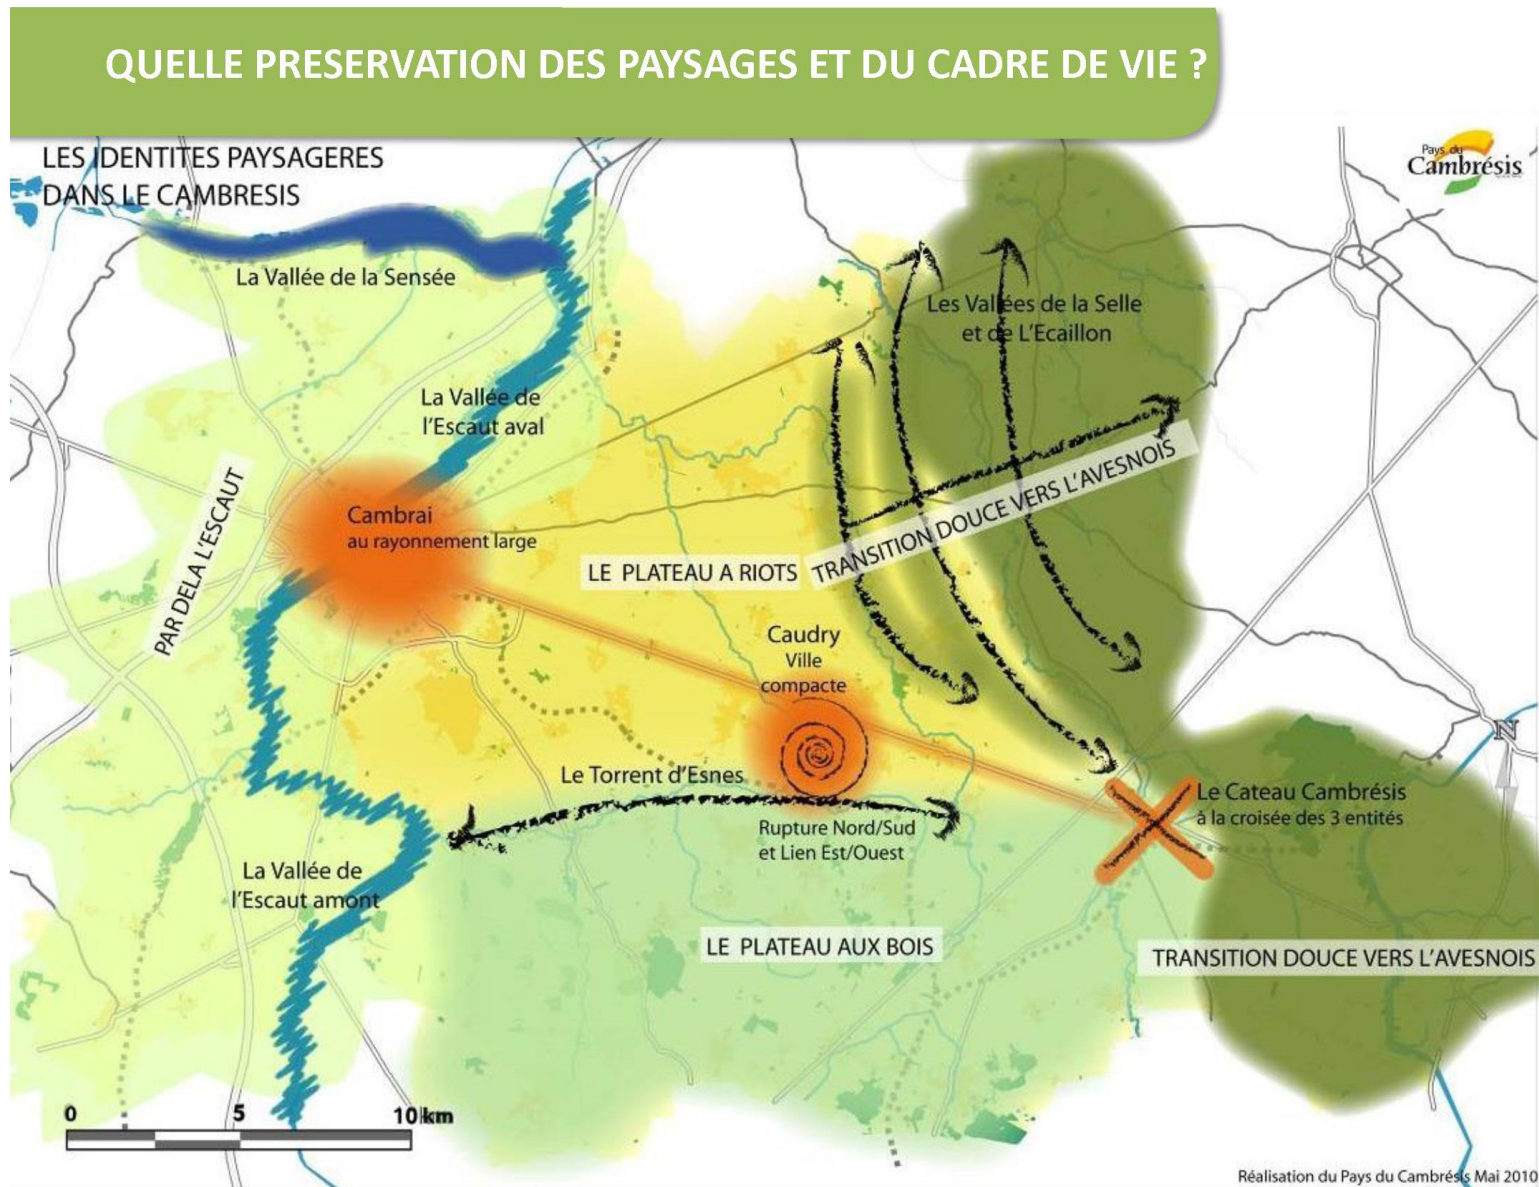 QUELLE PRESERVATION DES PAYSAGES ET DU CADRE DE VIE ?
LES IDENTITES PAYSAGERES
DANS LE CAMBRESIS
Pays du
Cambrésis
La Vallée de la Sensée
Les Vallées de la Selle
et de L'Ecaillon
La Vallée de
l'Escaut aval
PAR DELA L'ESCAUT
Cambrai
au rayonnement large
LE PLATEAU A RIOTS
TRANSITION DOUCE VERS L'AVESNOIS
Caudry
Ville
compacte
N
Le Torrent d'Esnes
Le Cateau Cambrésis
à la croisée des 3 entités
Rupture Nord/Sud
et Lien Est/Ouest
La Vallée de
l'Escaut amont
LE PLATEAU AUX BOIS
TRANSITION DOUCE VERS L'AVESNOIS
0 5 10 km
Réalisation du Pays du Cambrésis Mai 2010